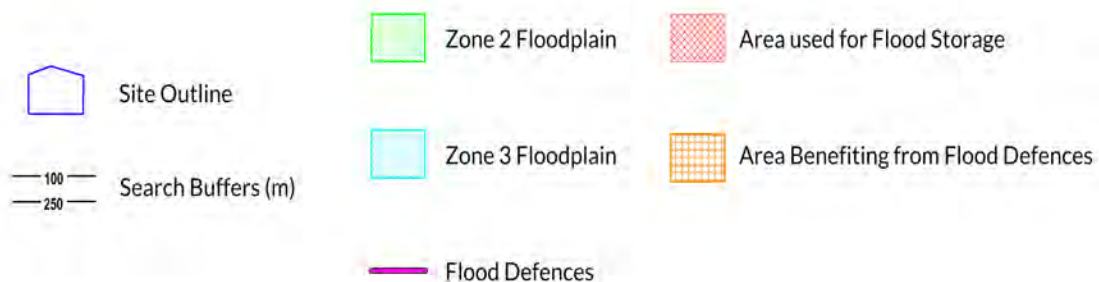 Site Outline
100
250
Search Buffers (m)
Zone 2 Floodplain
Zone 3 Floodplain
Flood Defences
Area used for Flood Storage
Area Benefiting from Flood Defences